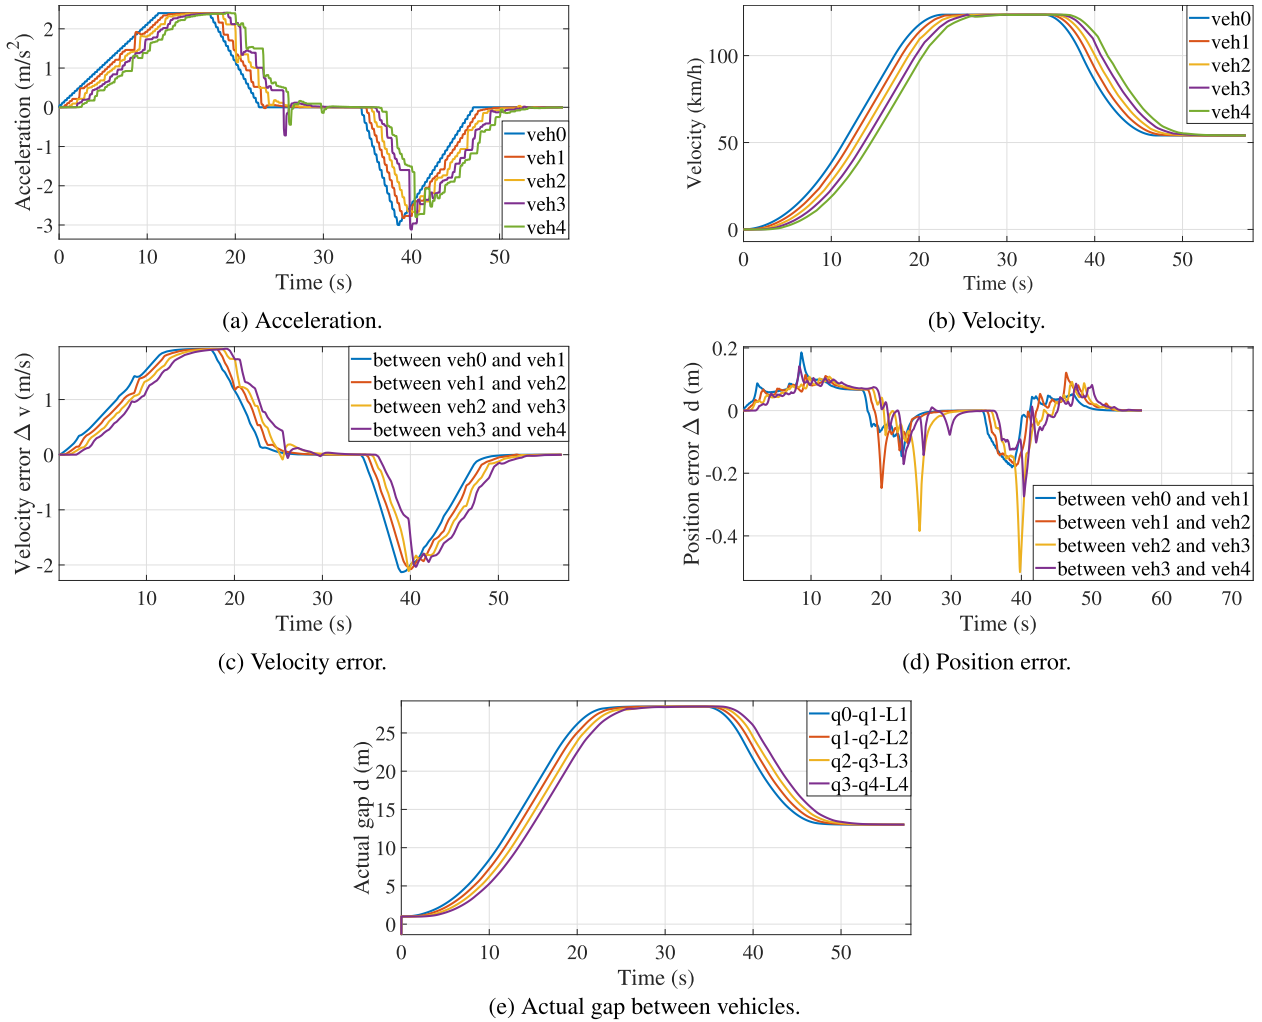 Acceleration (m/s²)
2
1
0
-1
-2
-3
veh0
veh1
veh2
veh3
veh4
0 10 20 30 40 50
Time (s)
(a) Acceleration.
Velocity (km/h)
100
50
0
veh0
veh1
veh2
veh3
veh4
0 10 20 30 40 50
Time (s)
(b) Velocity.
Velocity error Δ v (m/s)
1
0
-1
-2
between veh0 and veh1
between veh1 and veh2
between veh2 and veh3
between veh3 and veh4
10 20 30 40 50
Time (s)
(c) Velocity error.
Position error Δ d (m)
0.2
0
-0.2
-0.4
between veh0 and veh1
between veh1 and veh2
between veh2 and veh3
between veh3 and veh4
10 20 30 40 50 60 70
Time (s)
(d) Position error.
Actual gap d (m)
25
20
15
10
5
0
q0-q1-L1
q1-q2-L2
q2-q3-L3
q3-q4-L4
0 10 20 30 40 50
Time (s)
(e) Actual gap between vehicles.